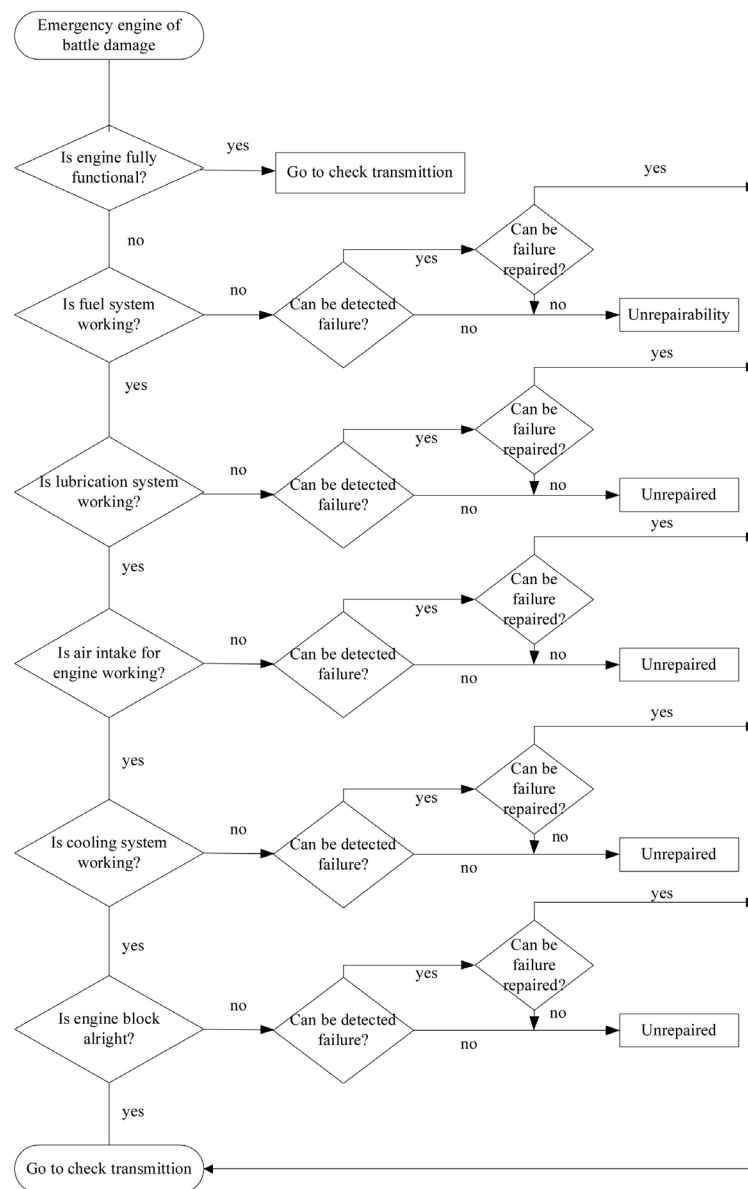 Emergency engine of
battle damage
yes
Is engine fully
functional?
yes
Go to check transmittion
no
Can be
failure
repaired?
yes
Is fuel system
working?
no
Can be detected
failure?
no
no
Unrepairability
yes
yes
Can be
failure
repaired?
yes
Is lubrication system
working?
no
Can be detected
failure?
no
no
Unrepaired
yes
yes
Can be
failure
repaired?
yes
Is air intake for
engine working?
no
Can be detected
failure?
no
no
Unrepaired
yes
yes
Can be
failure
repaired?
yes
Is cooling system
working?
no
Can be detected
failure?
no
no
Unrepaired
yes
yes
Can be
failure
repaired?
yes
Is engine block
alright?
no
Can be detected
failure?
no
no
Unrepaired
yes
Go to check transmittion